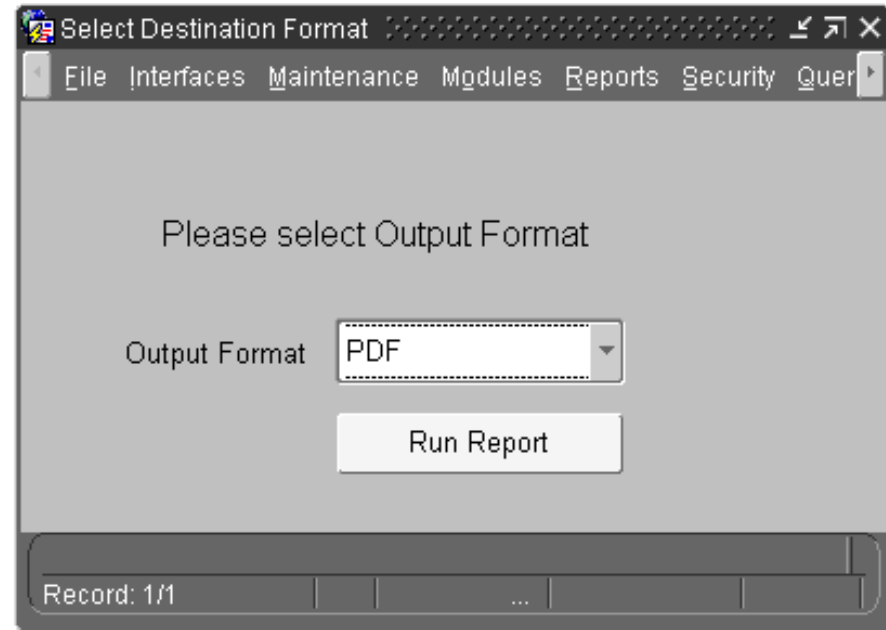 Select Destination Format
File Interfaces Maintenance Modules Reports Security Quer
Please select Output Format
Output Format PDF
Run Report
Record: 1/1 ...